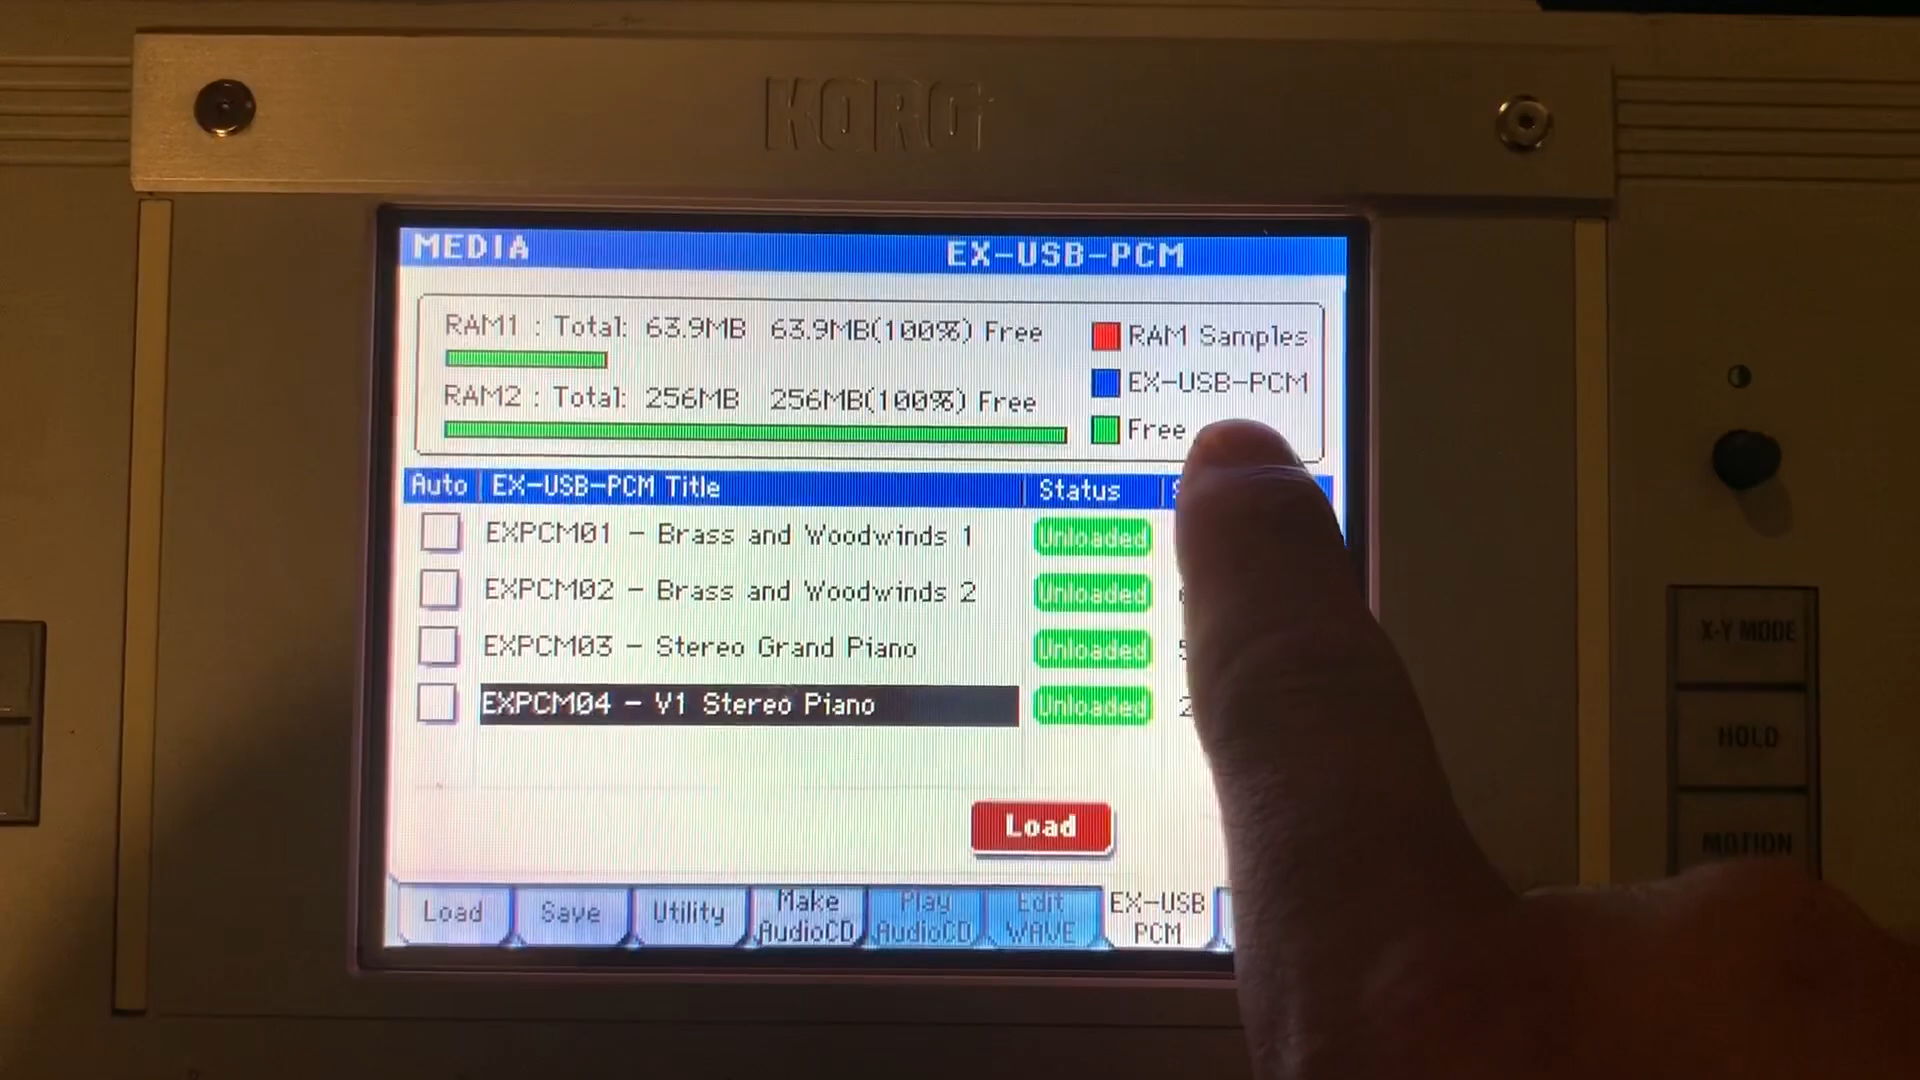 KORG
MEDIA EX-USB-PCM
RAM1 : Total: 63.9MB 63.9MB(100%) Free
RAM Samples
RAM2 : Total: 256MB 256MB(100%) Free
EX-USB-PCM
Free
Auto EX-USB-PCM Title Status
EXPCM01 - Brass and Woodwinds 1 Unloaded
EXPCM02 - Brass and Woodwinds 2 Unloaded
EXPCM03 - Stereo Grand Piano Unloaded
EXPCM04 - V1 Stereo Piano Unloaded
Load
Load Save Utility Make AudioCD Play AudioCD Edit WAVE EX-USB PCM
X-Y MODE
HOLD
MOTION